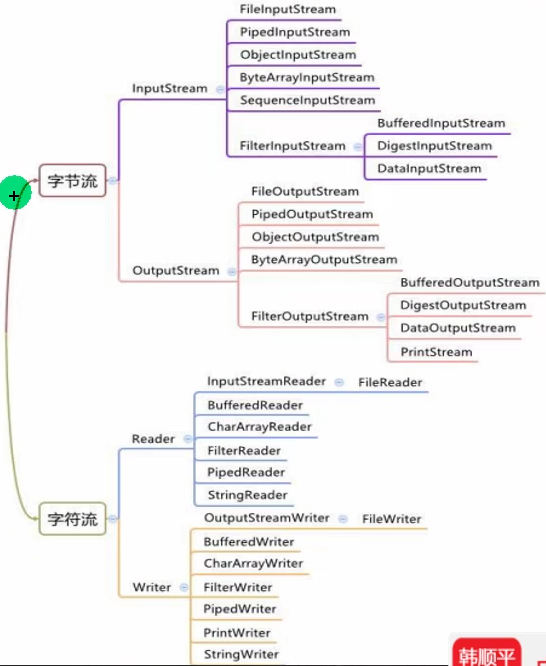 FileInputStream
PipedInputStream
ObjectInputStream
InputStream
ByteArrayInputStream
SequenceInputStream
FilterInputStream
BufferedInputStream
DigestInputStream
DataInputStream
字节流
FileOutputStream
PipedOutputStream
ObjectOutputStream
OutputStream
ByteArrayOutputStream
FilterOutputStream
BufferedOutputStream
DigestOutputStream
DataOutputStream
PrintStream
InputStreamReader
FileReader
BufferedReader
CharArrayReader
Reader
FilterReader
PipedReader
StringReader
字符流
OutputStreamWriter
FileWriter
BufferedWriter
CharArrayWriter
Writer
FilterWriter
PipedWriter
PrintWriter
StringWriter
韩顺平